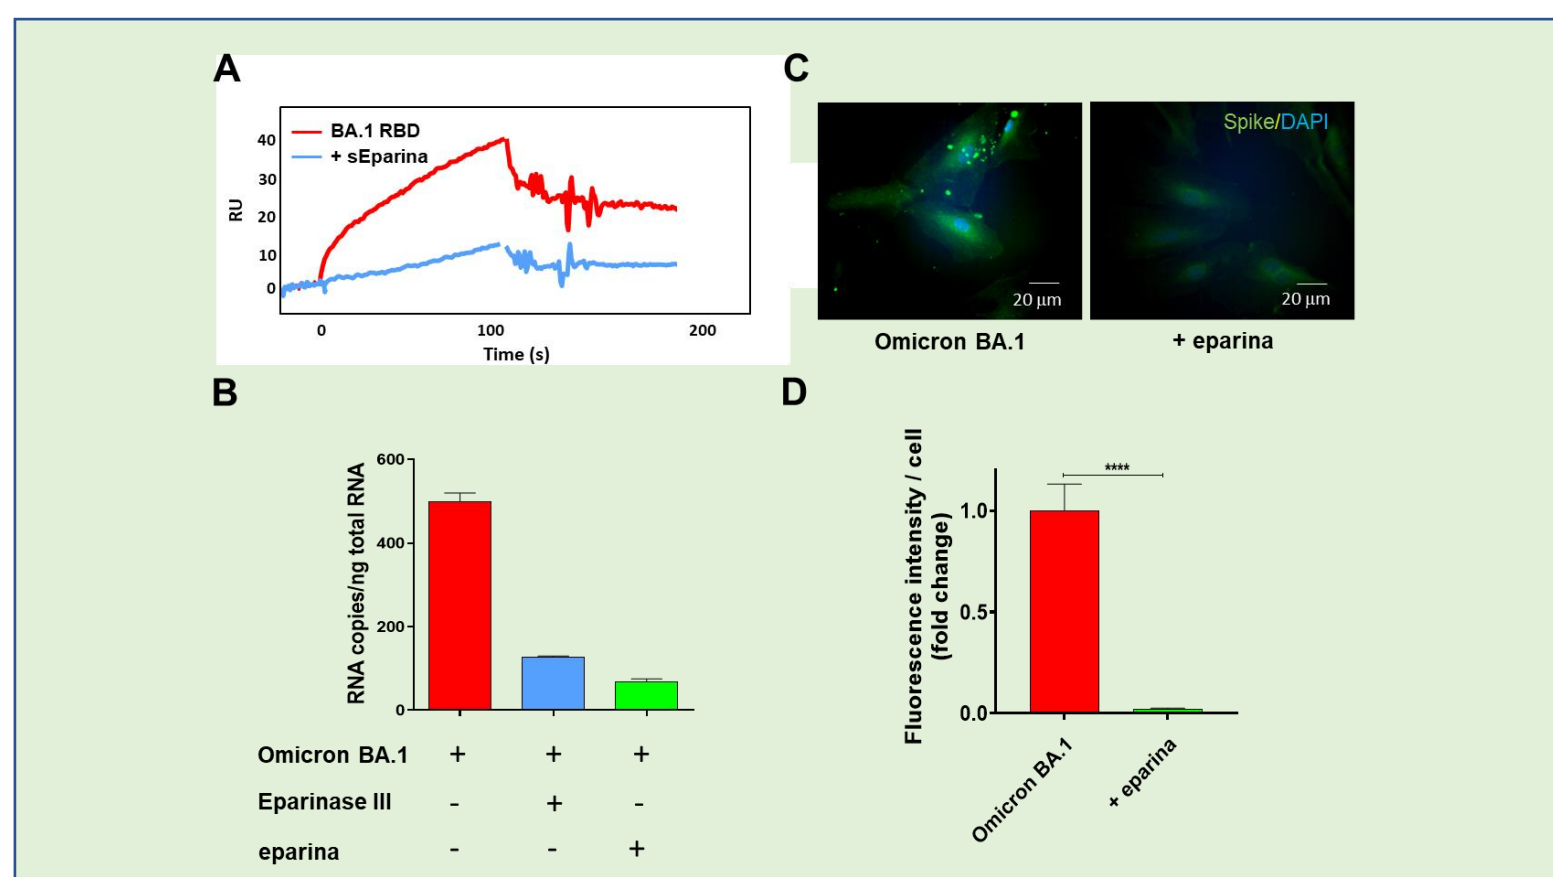 A
BA.1 RBD
+ sEparina
RU
40
30
20
10
0
0 100 200
Time (s)
C
Spike/DAPI
20 μm
20 μm
Omicron BA.1
+ eparina
B
RNA copies/ng total RNA
600
400
200
0
Omicron BA.1 + + +
Eparinase III - + -
eparina - - +
D
Fluorescence intensity / cell
(fold change)
****
1.0
0.5
0.0
Omicron BA.1
+ eparina